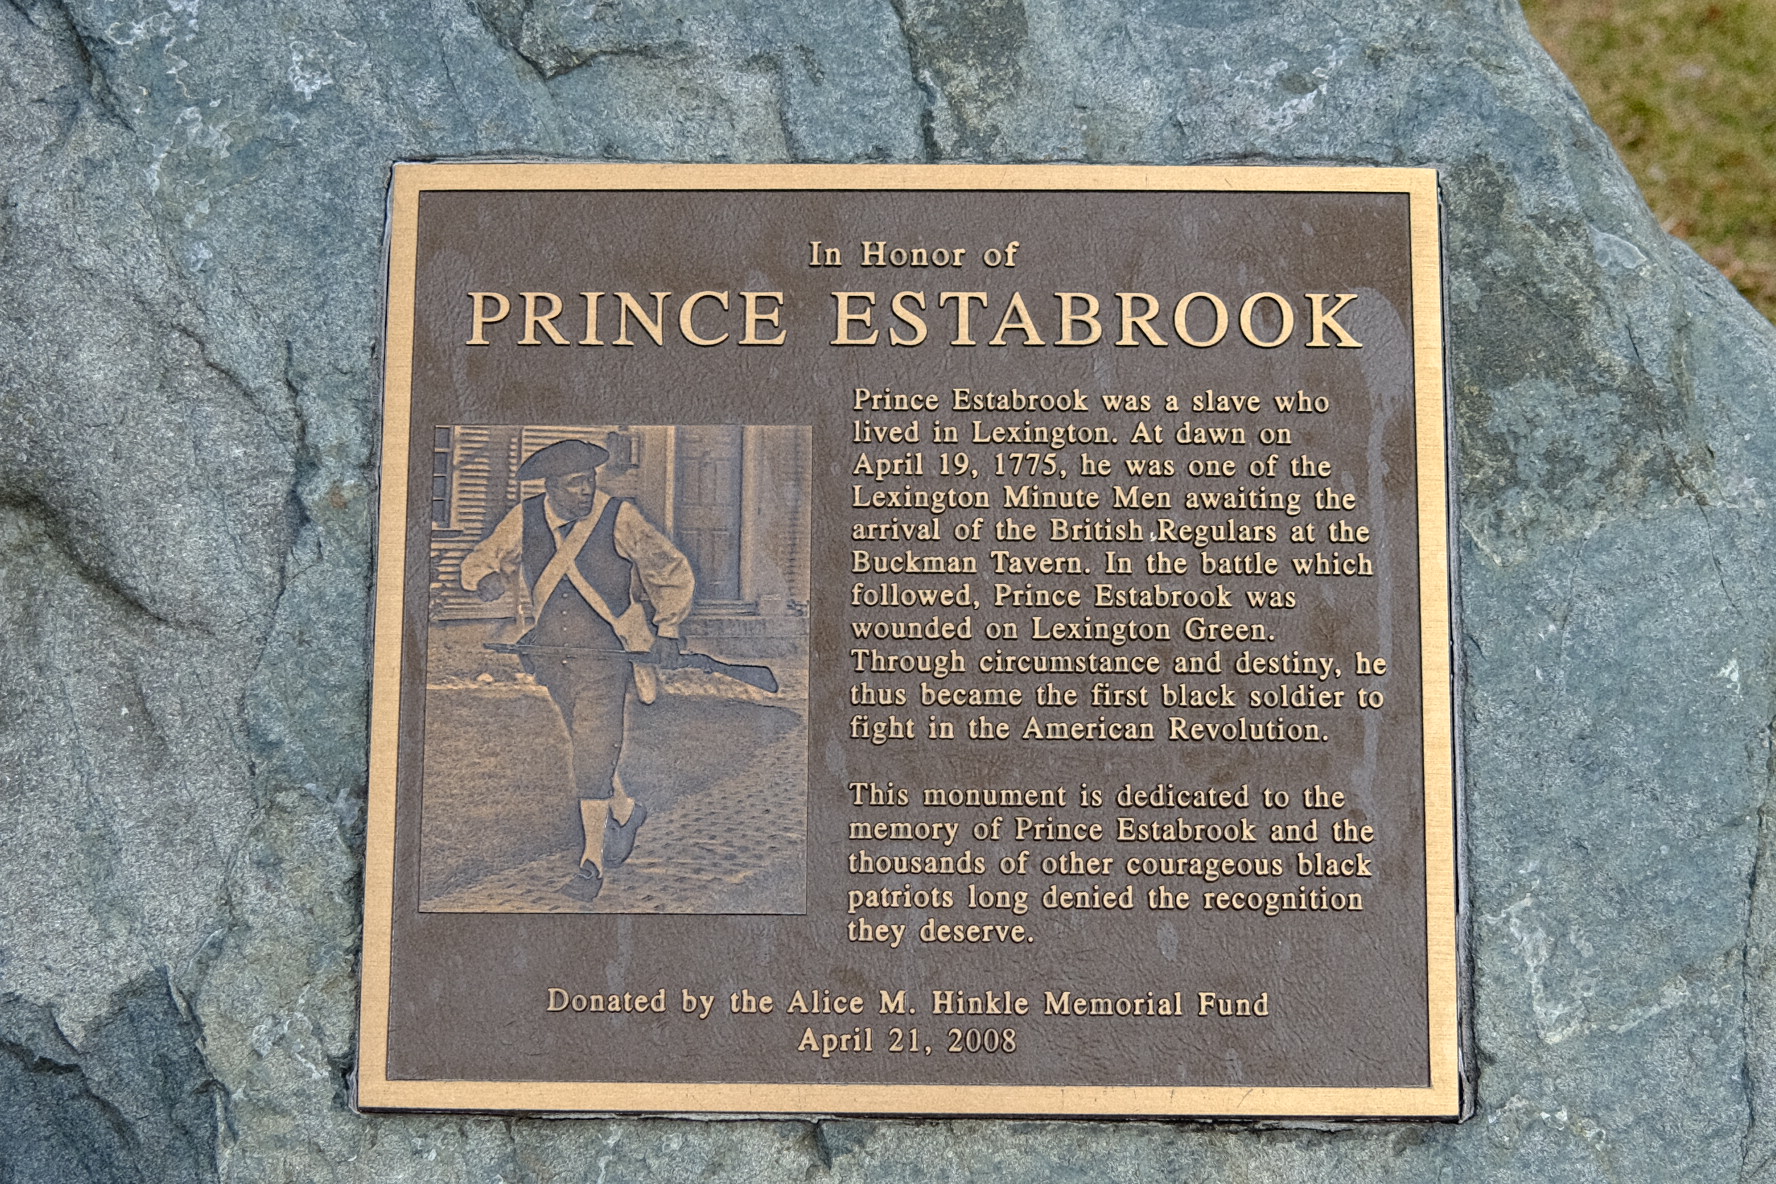 In Honor of
PRINCE ESTABROOK
Prince Estabrook was a slave who
lived in Lexington. At dawn on
April 19, 1775, he was one of the
Lexington Minute Men awaiting the
arrival of the British Regulars at the
Buckman Tavern. In the battle which
followed, Prince Estabrook was
wounded on Lexington Green.
Through circumstance and destiny, he
thus became the first black soldier to
fight in the American Revolution.
This monument is dedicated to the
memory of Prince Estabrook and the
thousands of other courageous black
patriots long denied the recognition
they deserve.
Donated by the Alice M. Hinkle Memorial Fund
April 21, 2008